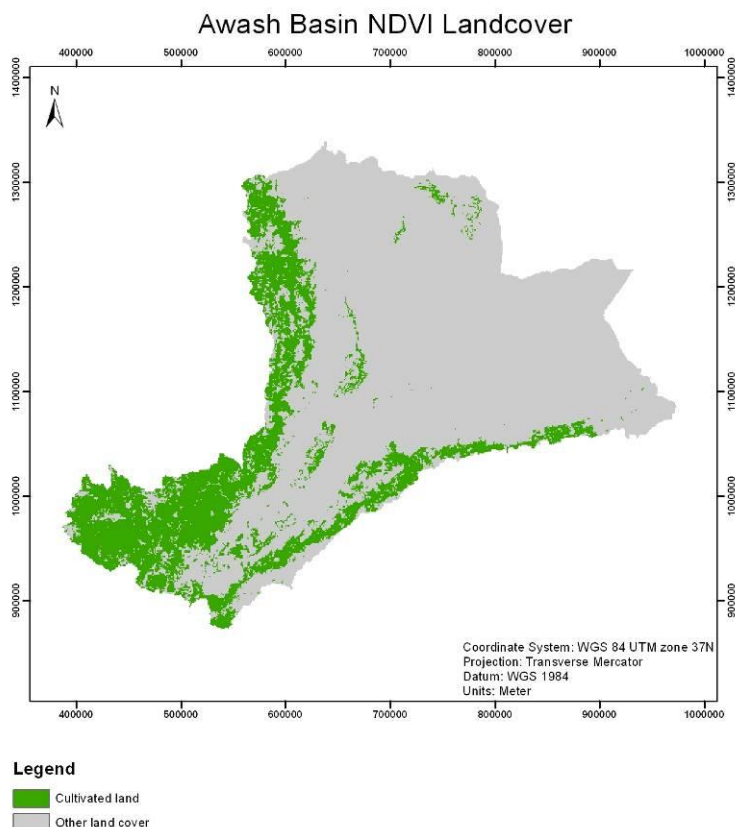 Awash Basin NDVI Landcover
400000 500000 600000 700000 800000 900000 1000000
1400000 1400000
N
1300000 1300000
1200000 1200000
1100000 1100000
1000000 1000000
900000 900000
Coordinate System: WGS 84 UTM zone 37N
Projection: Transverse Mercator
Datum: WGS 1984
Units: Meter
400000 500000 600000 700000 800000 900000 1000000
Legend
Cultivated land
Other land cover